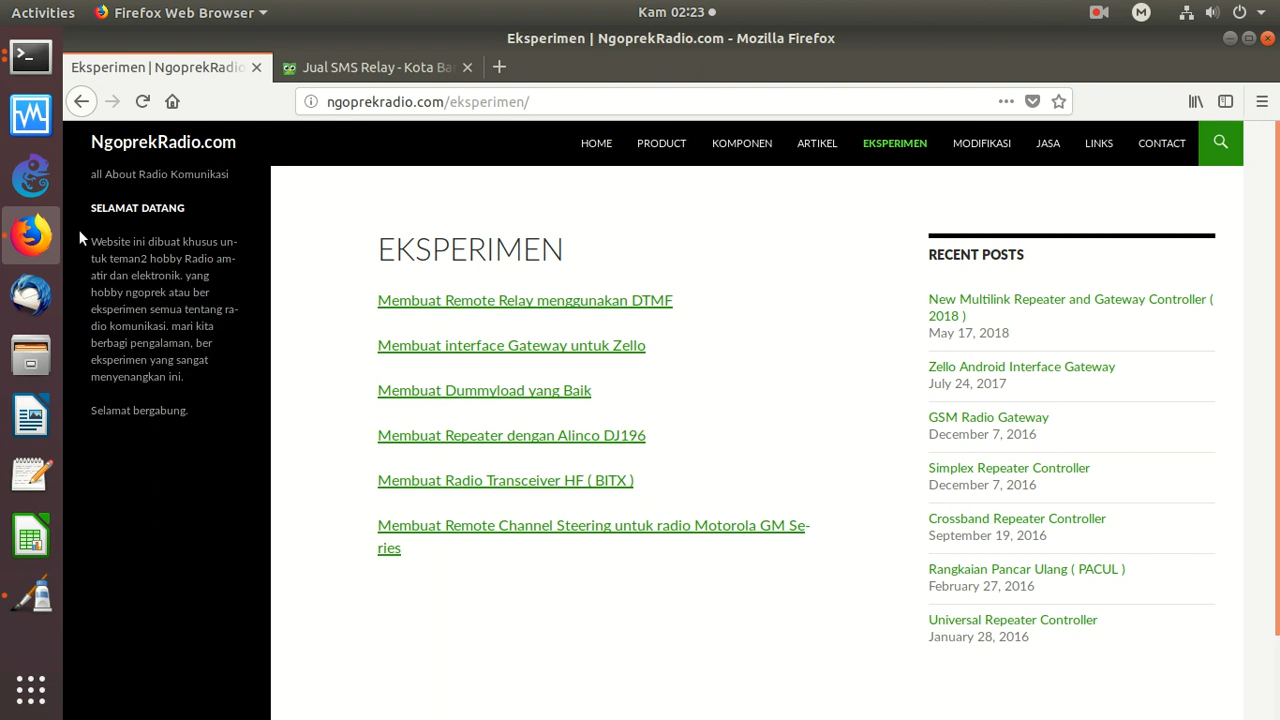 Activities
Firefox Web Browser
Kam 02:23
Eksperimen | NgoprekRadio.com - Mozilla Firefox
Eksperimen | NgoprekRadio
Jual SMS Relay - Kota Ba
ngoprekradio.com/eksperimen/
NgoprekRadio.com
HOME PRODUCT KOMPONEN ARTIKEL EKSPERIMEN MODIFIKASI JASA LINKS CONTACT
all About Radio Komunikasi
SELAMAT DATANG
Website ini dibuat khusus un-
tuk teman2 hobby Radio am-
atir dan elektronik. yang
hobby ngoprek atau ber
eksperimen semua tentang ra-
dio komunikasi. mari kita
berbagi pengalaman, ber
eksperimen yang sangat
menyenangkan ini.
Selamat bergabung.
EKSPERIMEN
Membuat Remote Relay menggunakan DTMF
Membuat interface Gateway untuk Zello
Membuat Dummyload yang Baik
Membuat Repeater dengan Alinco DJ196
Membuat Radio Transceiver HF ( BITX )
Membuat Remote Channel Steering untuk radio Motorola GM Se-
ries
RECENT POSTS
New Multilink Repeater and Gateway Controller (
2018 )
May 17, 2018
Zello Android Interface Gateway
July 24, 2017
GSM Radio Gateway
December 7, 2016
Simplex Repeater Controller
December 7, 2016
Crossband Repeater Controller
September 19, 2016
Rangkaian Pancar Ulang ( PACUL )
February 27, 2016
Universal Repeater Controller
January 28, 2016